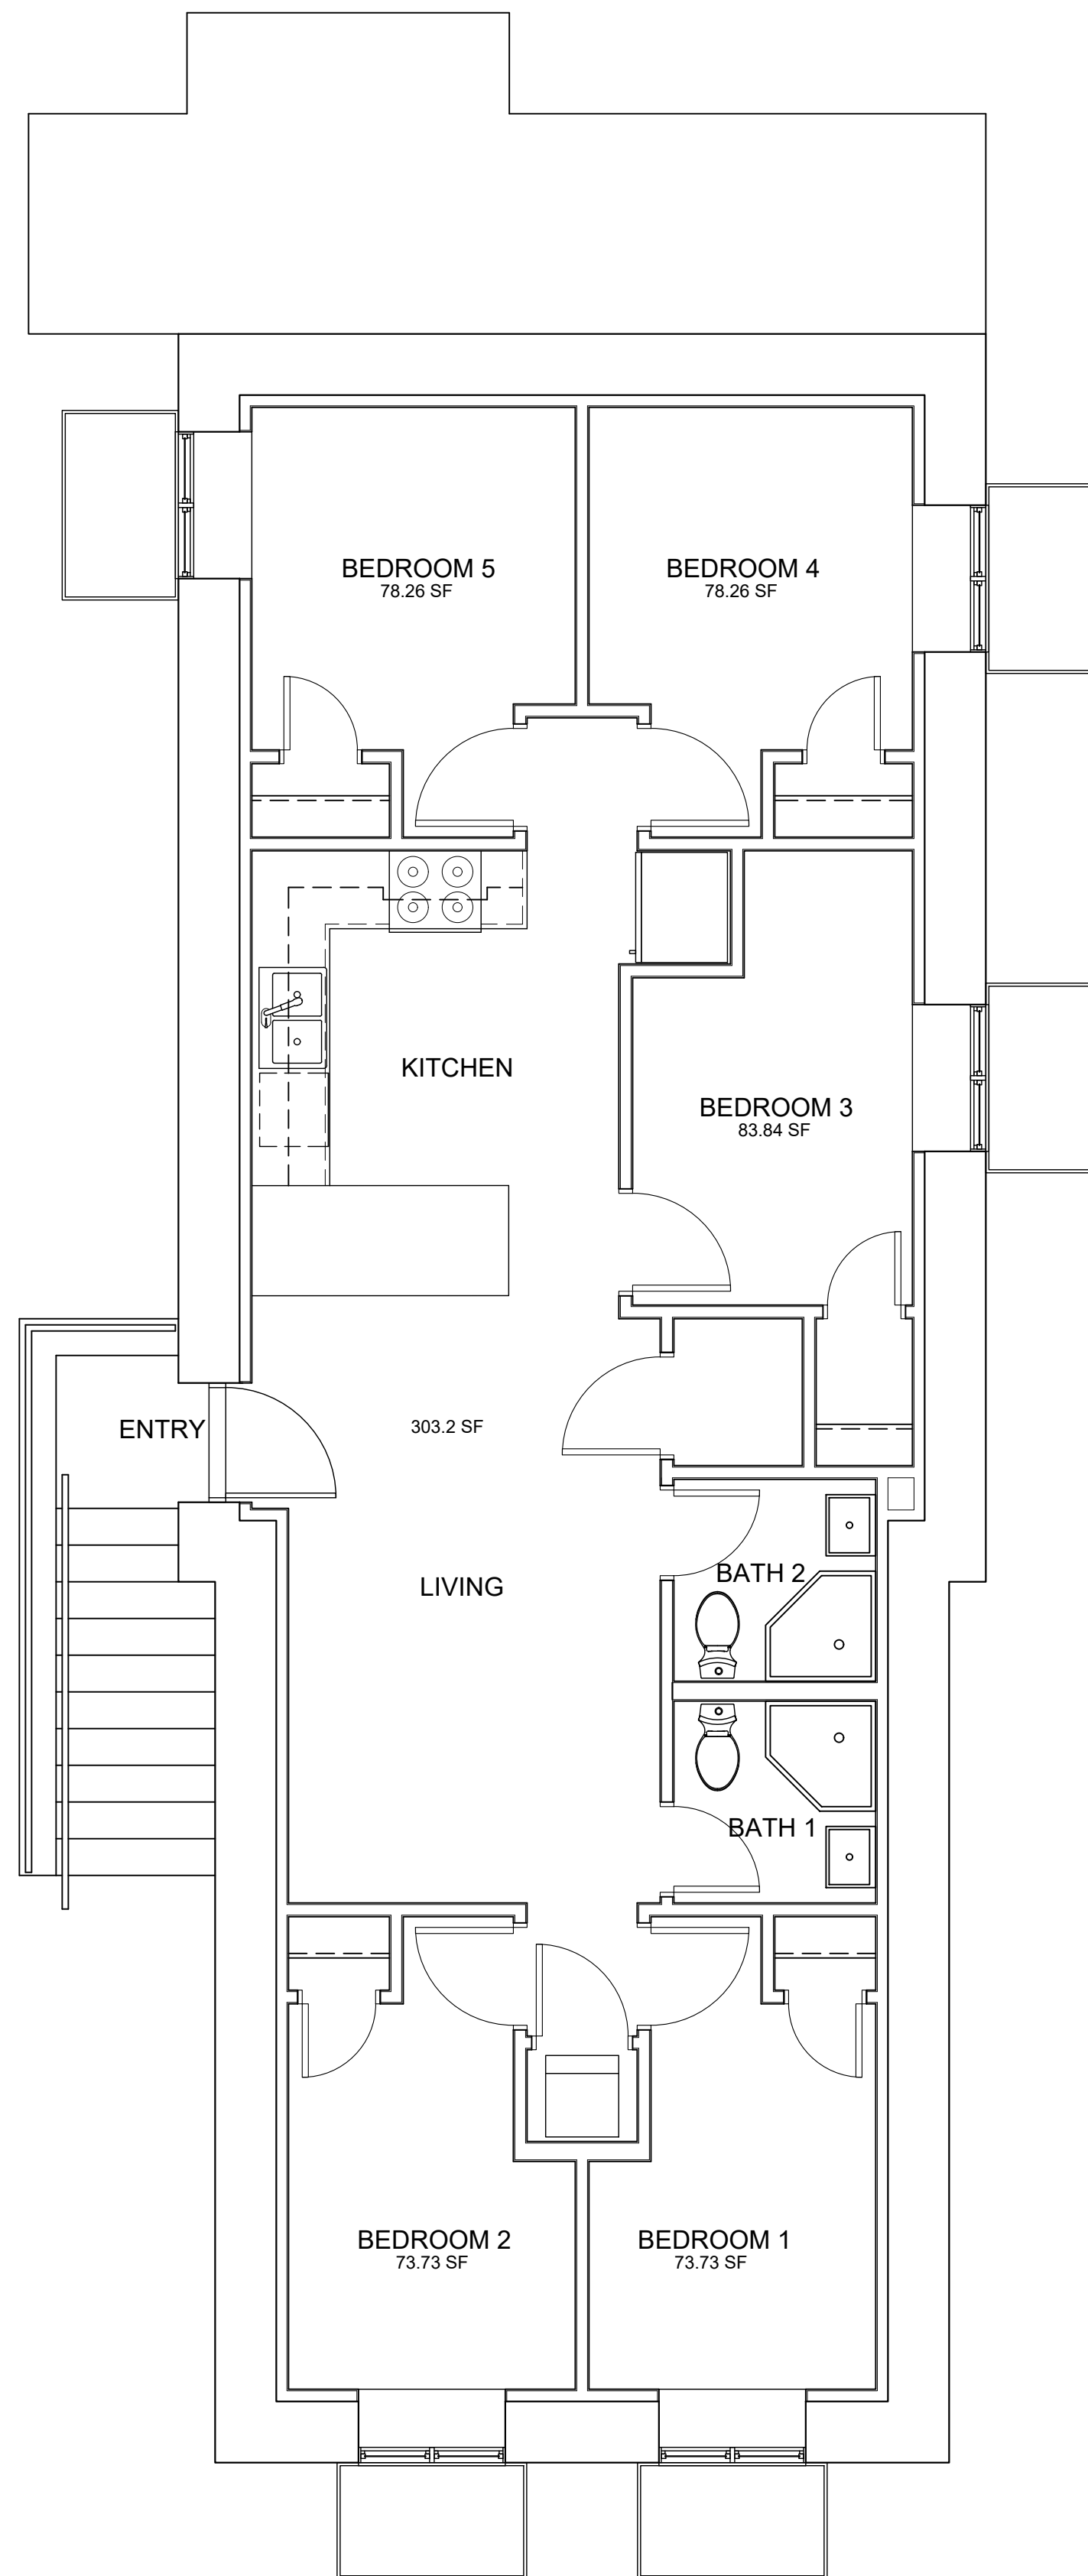 BEDROOM 5
78.26 SF
BEDROOM 4
78.26 SF
KITCHEN
BEDROOM 3
83.84 SF
ENTRY
303.2 SF
LIVING
BATH 2
BATH 1
BEDROOM 2
73.73 SF
BEDROOM 1
73.73 SF